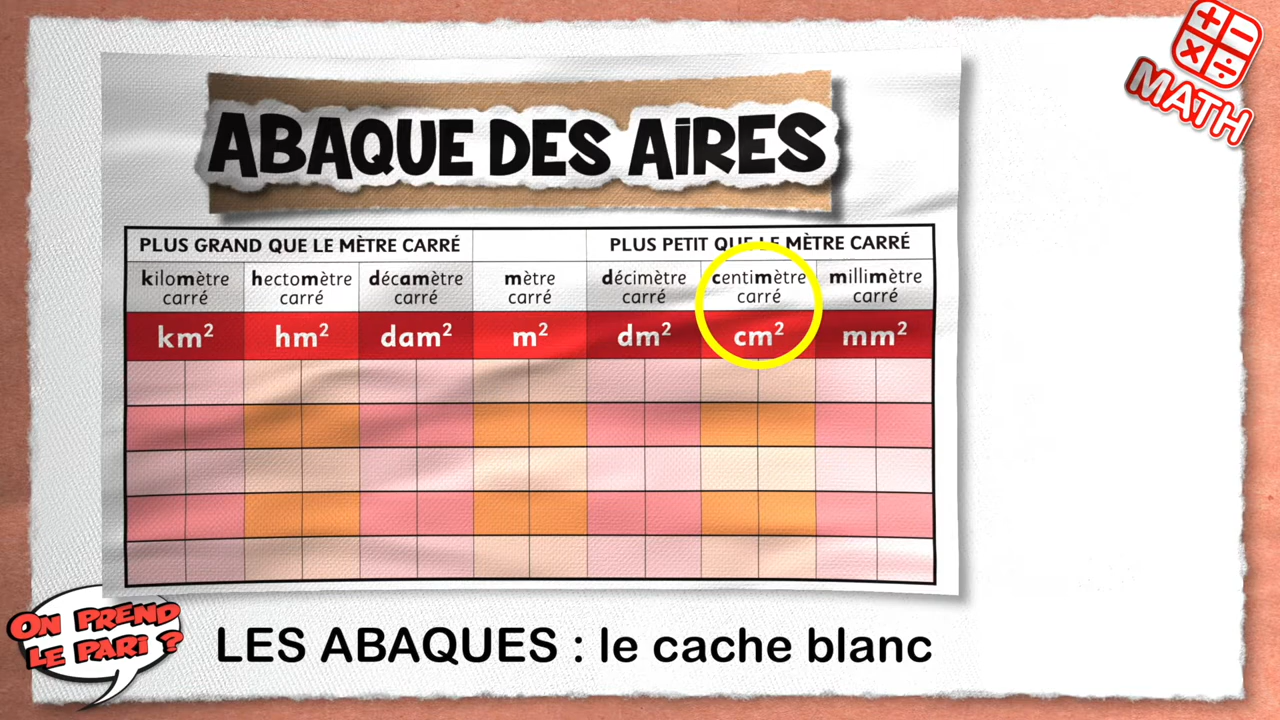 MATH
ABAQUE DES AIRES
PLUS GRAND QUE LE MÈTRE CARRÉ PLUS PETIT QUE LE MÈTRE CARRÉ
kilomètre carré hectomètre carré décamètre carré mètre carré décimètre carré centimètre carré millimètre carré
km² hm² dam² m² dm² cm² mm²
ON PREND
LE PARI ?
LES ABAQUES : le cache blanc